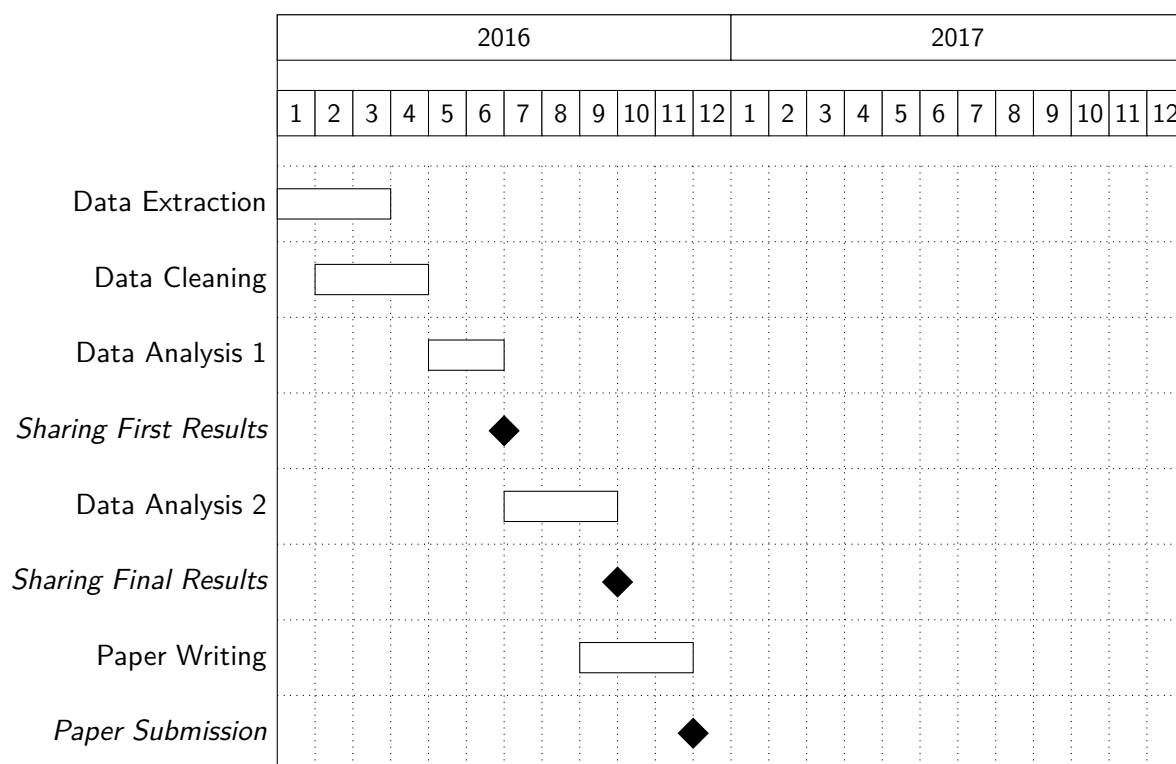 2016 2017
1 2 3 4 5 6 7 8 9 10 11 12 1 2 3 4 5 6 7 8 9 10 11 12
Data Extraction
Data Cleaning
Data Analysis 1
Sharing First Results
Data Analysis 2
Sharing Final Results
Paper Writing
Paper Submission